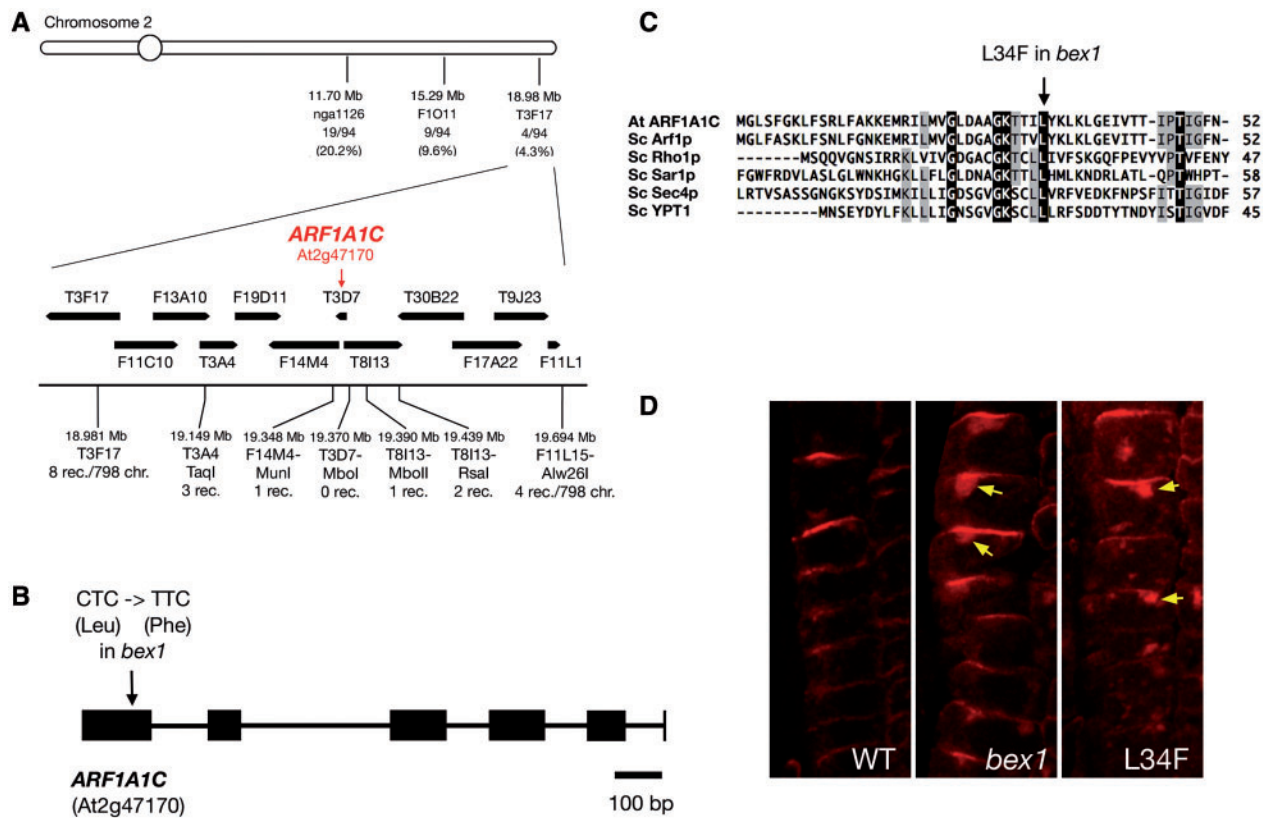 A
Chromosome 2
11.70 Mb
nga1126
19/94
(20.2%)
15.29 Mb
F1O11
9/94
(9.6%)
18.98 Mb
T3F17
4/94
(4.3%)
ARF1A1C
At2g47170
T3F17 F13A10 F19D11 T3D7 T30B22 T9J23
F11C10 T3A4 F14M4 T8I13 F17A22 F11L1
18.981 Mb
T3F17
8 rec./798 chr.
19.149 Mb
T3A4
TaqI
3 rec.
19.348 Mb
F14M4-
MunI
1 rec.
19.370 Mb
T3D7-
MboI
0 rec.
19.390 Mb
T8I13-
MboII
1 rec.
19.439 Mb
T8I13-
RsaI
2 rec.
19.694 Mb
F11L15-
Alw26I
4 rec./798 chr.
B
CTC -> TTC
(Leu) (Phe)
in bex1
ARF1A1C
(At2g47170)
100 bp
C
L34F in bex1
At ARF1A1C MGLSFGKLFSRLFAKKEMRILMVGLDAAGKTTILYKLKLGEIVTT-IPTIGFN- 52
Sc Arf1p MGLFASKLFSNLFGNKEMRILMVGLDGAGKTTVLYKLKLGEVITT-IPTIGFN- 52
Sc Rho1p -------MSQQVGNSIRRKLVIVGDGACGKTCLLIVFSKGQFPEVYVPTVFENY 47
Sc Sar1p FGWFRDVLASLGLWNKHGKLLFLGLDNAGKTTLLHMLKNDRLATL-QPTWHPT- 58
Sc Sec4p LRTVSASSGNGKSYDSIMKILLIGDSGVGKSCLLVRFVEDKFNPSFITTIGIDF 57
Sc YPT1 ---------MNSEYDYLFKLLLIGNSGVGKSCLLLRFSDDTYTNDYISTIGVDF 45
D
WT
bex1
L34F